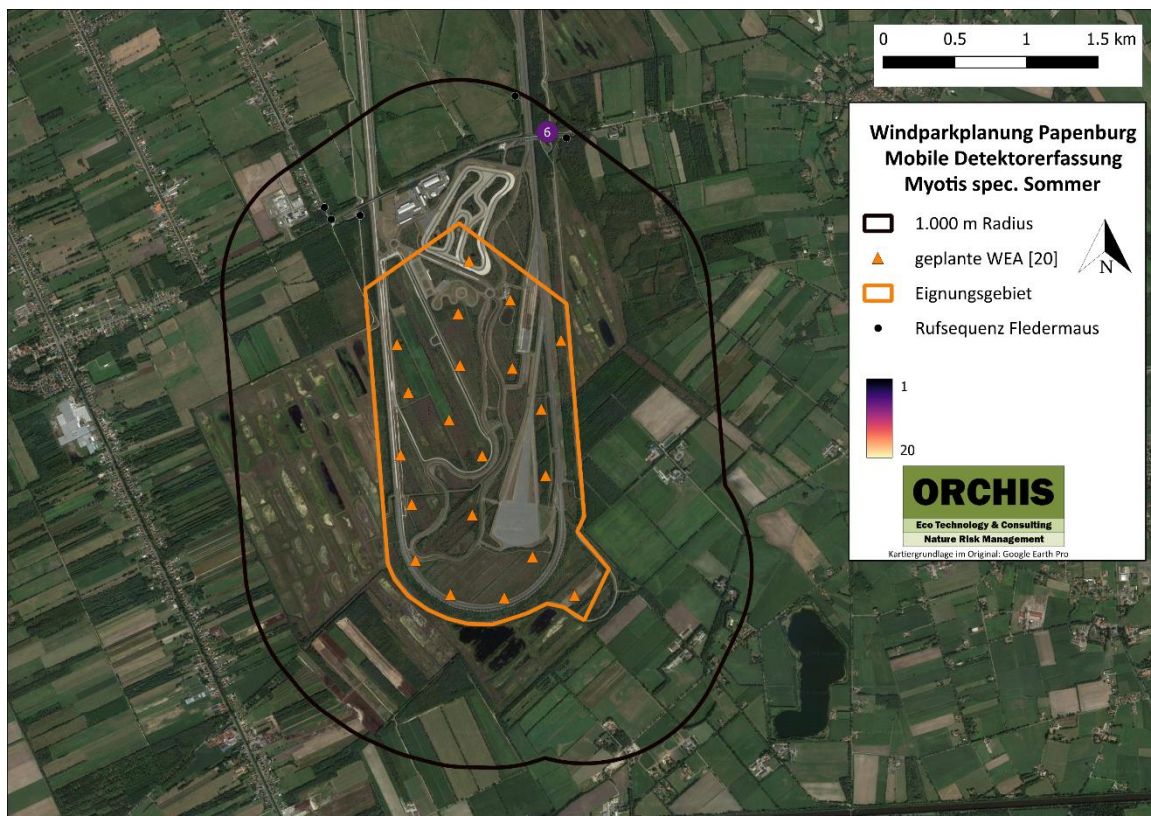 0 0.5 1 1.5 km
Windparkplanung Papenburg
Mobile Detektorerfassung
Myotis spec. Sommer
1.000 m Radius
geplante WEA [20]
Eignungsgebiet
Rufsequenz Fledermaus
N
1
20
6
ORCHIS
Eco Technology & Consulting
Nature Risk Management
Kartiergrundlage im Original: Google Earth Pro